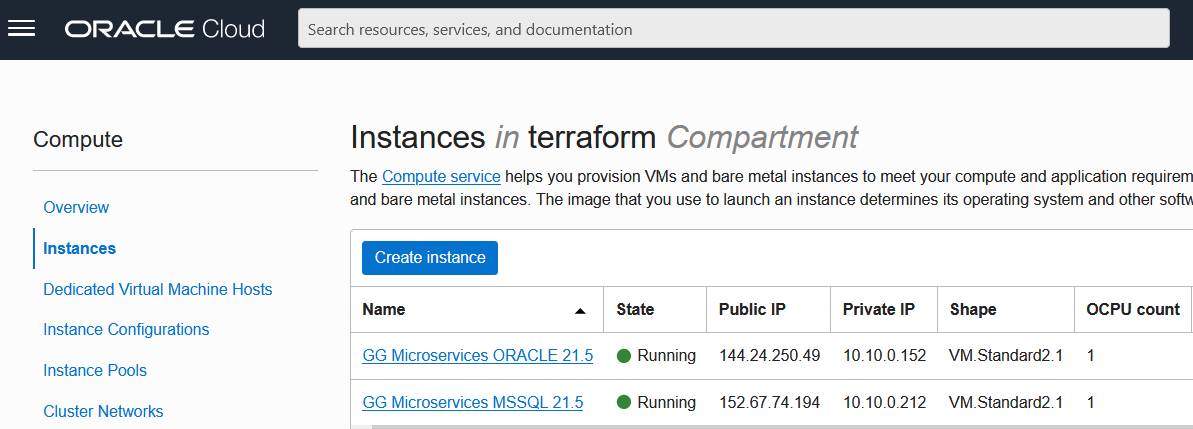 ORACLE Cloud
Search resources, services, and documentation
Compute
Overview
Instances
Dedicated Virtual Machine Hosts
Instance Configurations
Instance Pools
Cluster Networks
Instances in terraform Compartment
The Compute service helps you provision VMs and bare metal instances to meet your compute and application requirem
and bare metal instances. The image that you use to launch an instance determines its operating system and other softw
Create instance
Name State Public IP Private IP Shape OCPU count
GG Microservices ORACLE 21.5 Running 144.24.250.49 10.10.0.152 VM.Standard2.1 1
GG Microservices MSSQL 21.5 Running 152.67.74.194 10.10.0.212 VM.Standard2.1 1